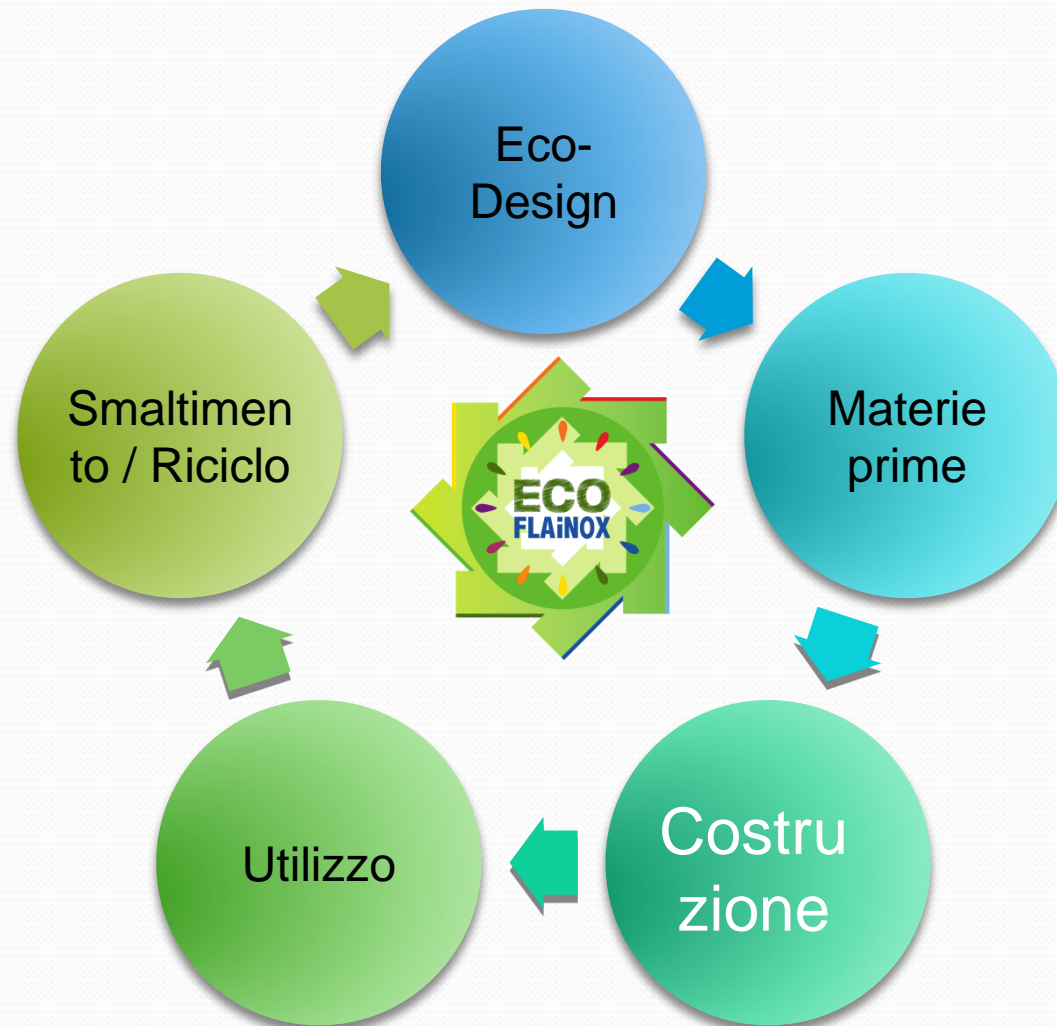 Eco-
Design
Materie
prime
Costru
zione
Utilizzo
Smaltimen
to / Riciclo
ECO
FLAiNOX